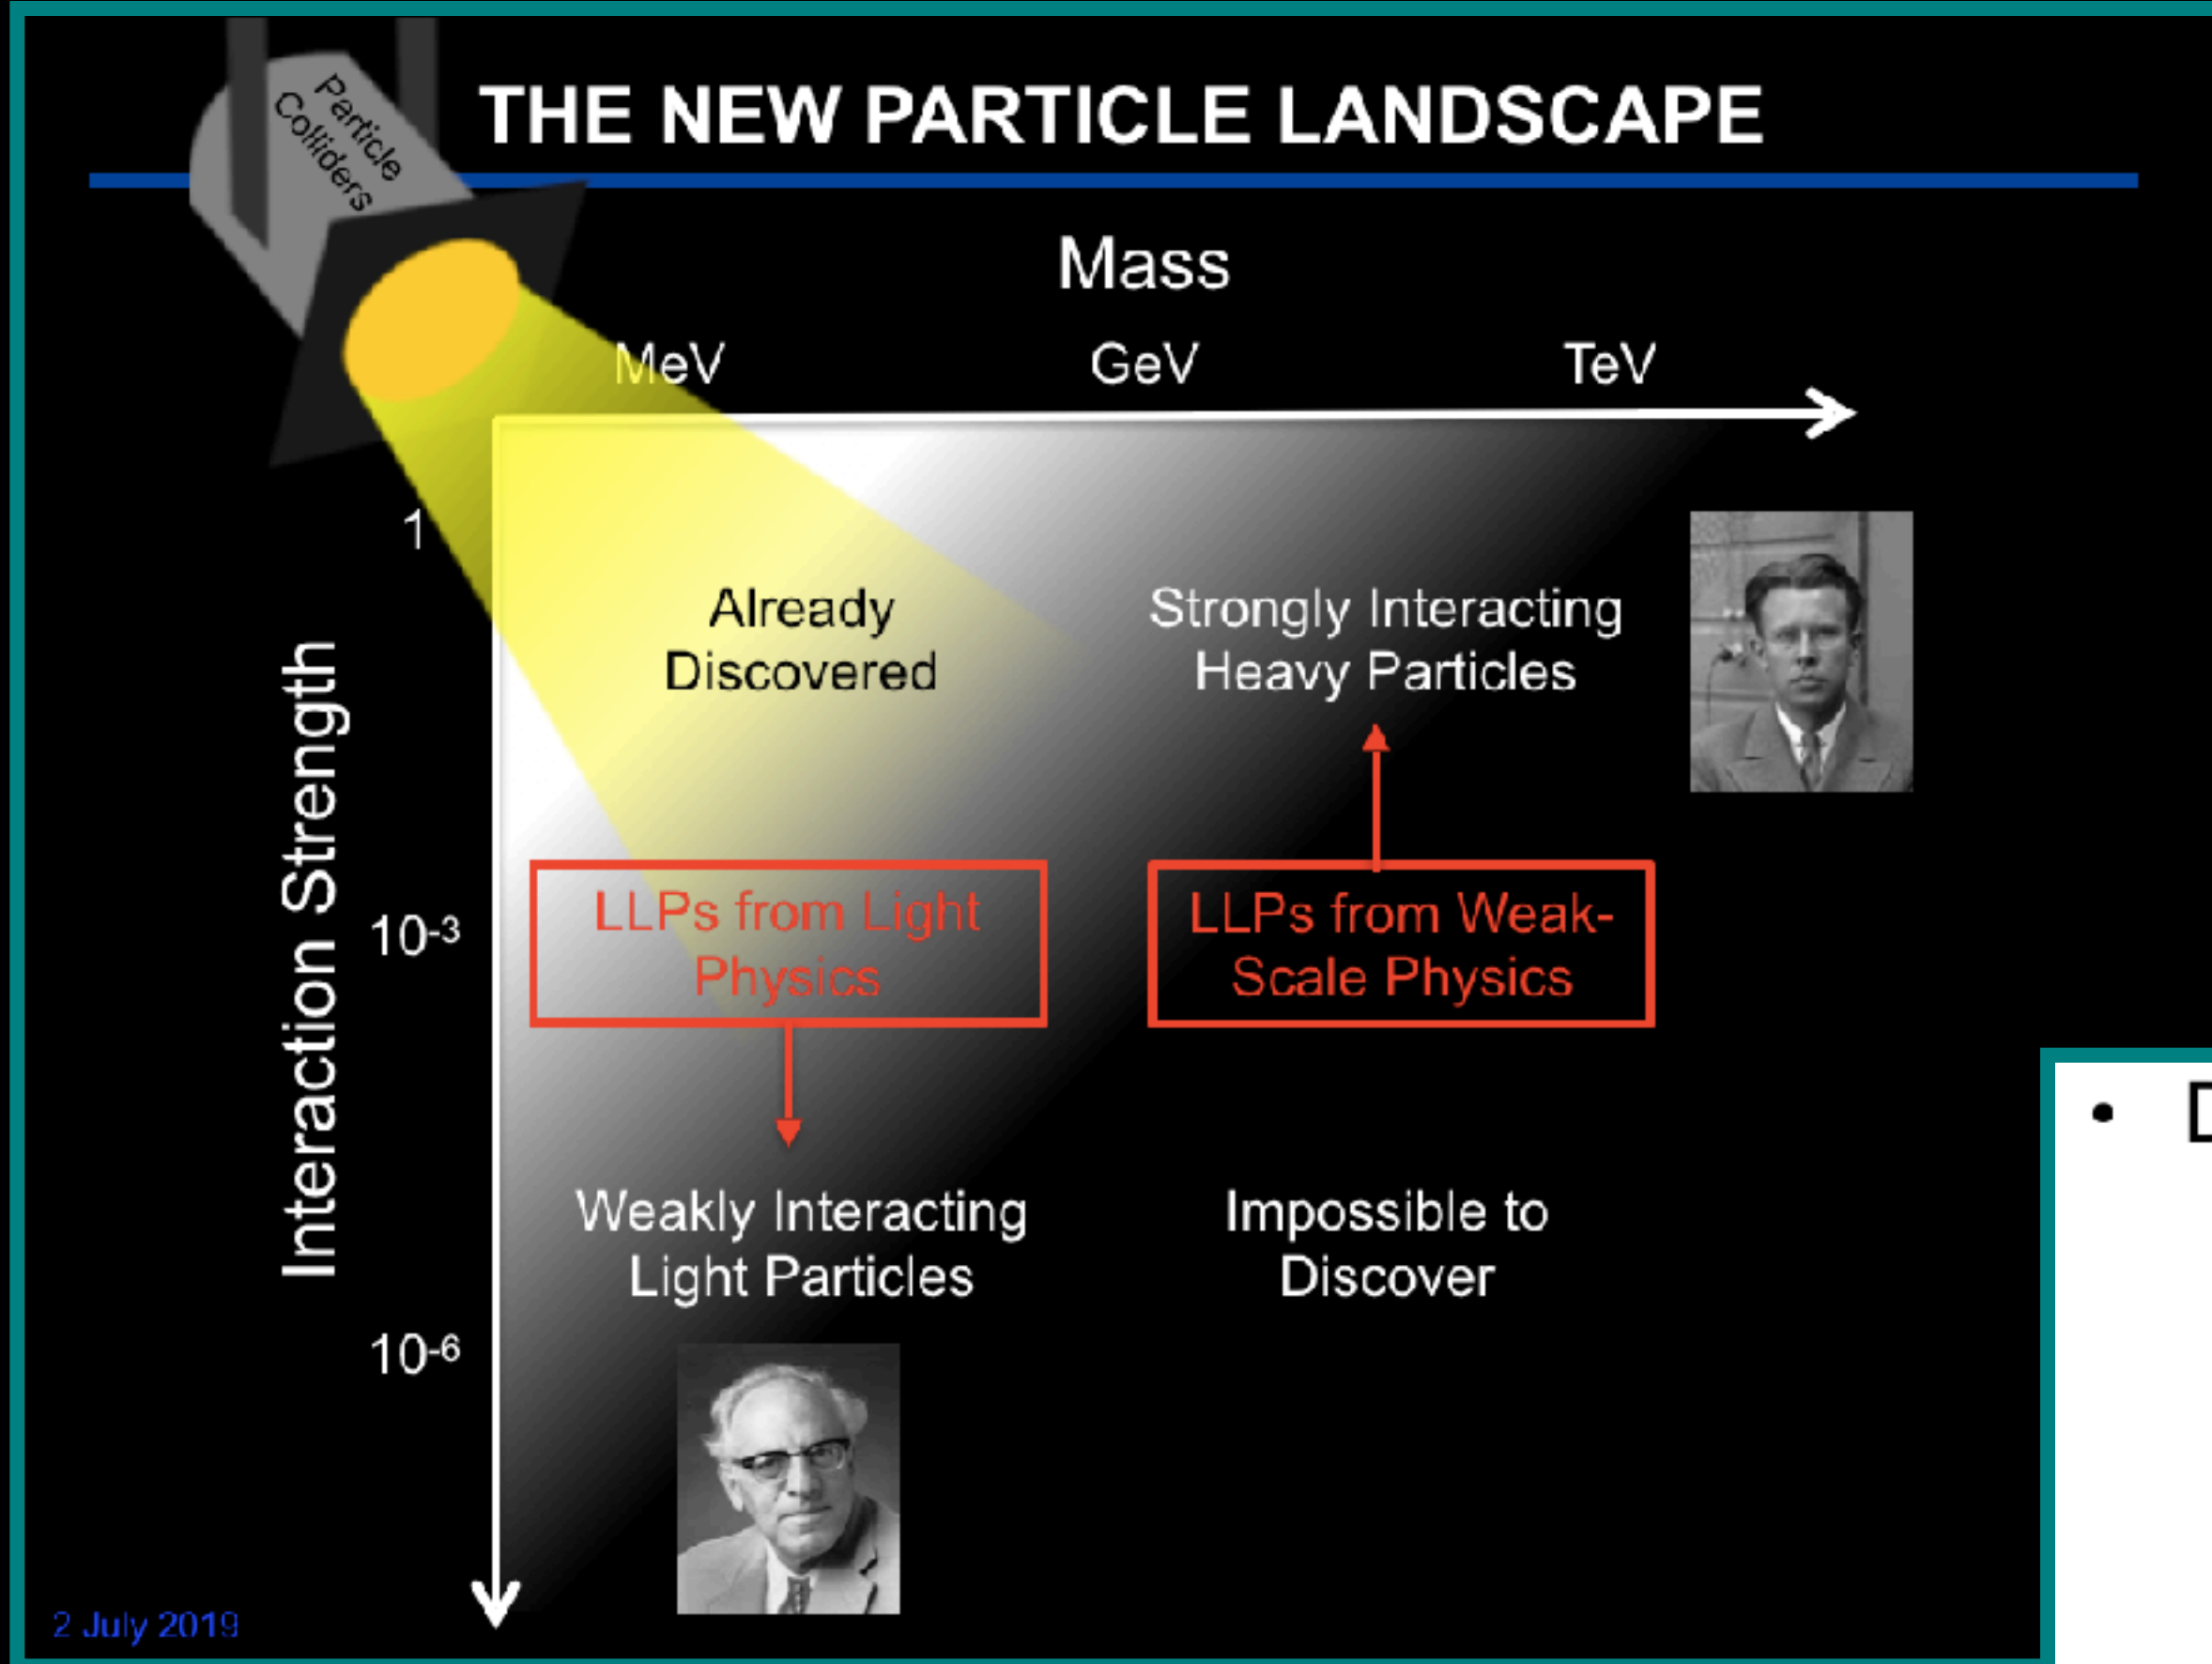 Particle
Colliders
THE NEW PARTICLE LANDSCAPE
Mass
MeV GeV TeV
1
Already
Discovered
Strongly Interacting
Heavy Particles
Interaction Strength
10-3
LLPs from Light
Physics
LLPs from Weak-
Scale Physics
Weakly Interacting
Light Particles
Impossible to
Discover
10-6
2 July 2019